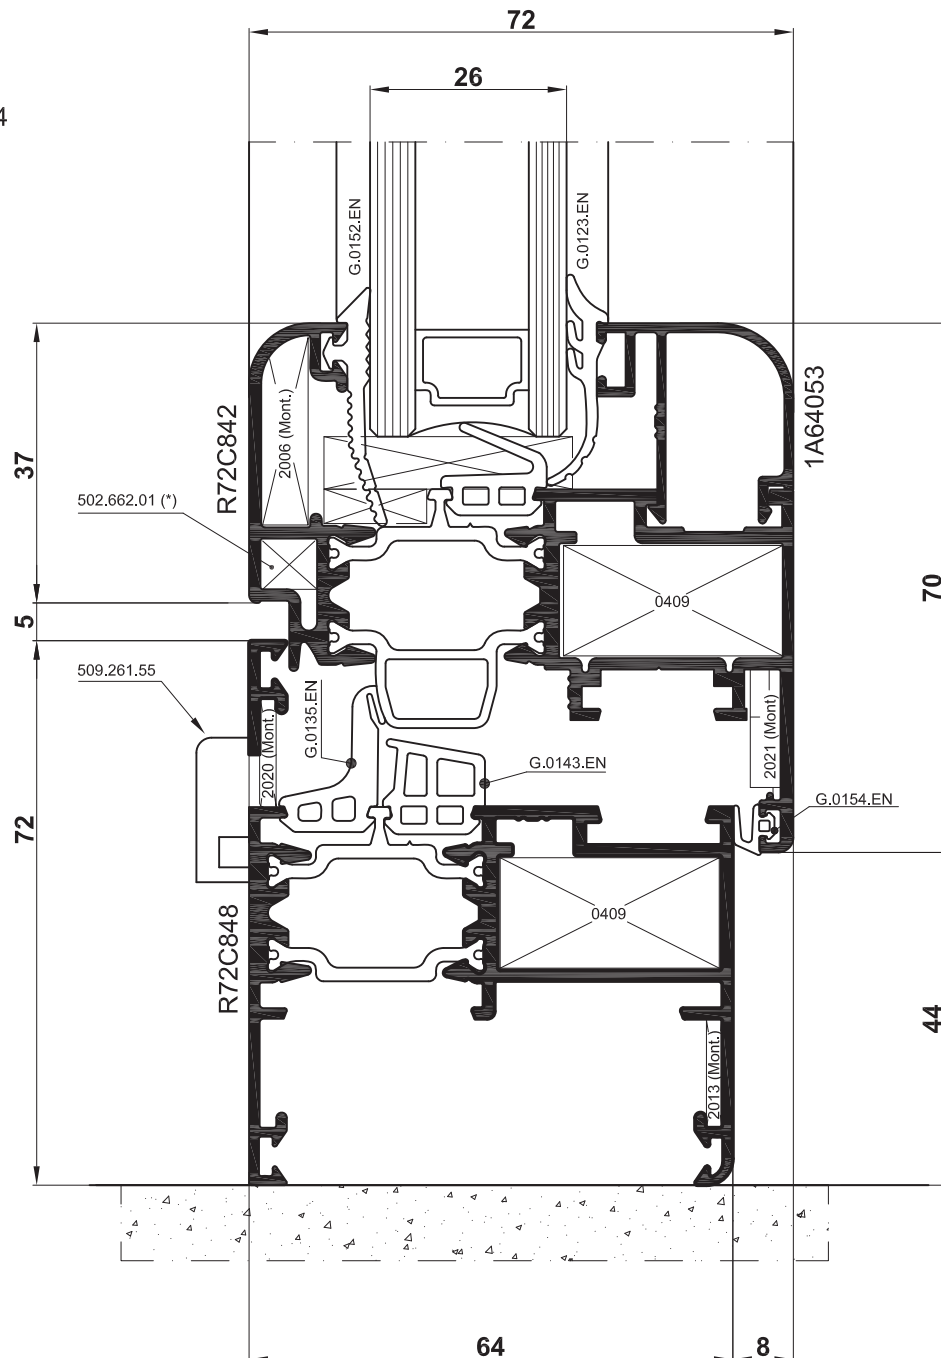 72
26
4
G.0152.EN
G.0123.EN
37
R72C842
2006 (Mont.)
1A64053
502.662.01 (*)
0409
70
5
509.261.55
G.0135.EN
2020 (Mont.)
G.0143.EN
2021 (Mont)
G.0154.EN
72
R72C848
0409
44
2013 (Mont.)
64
8